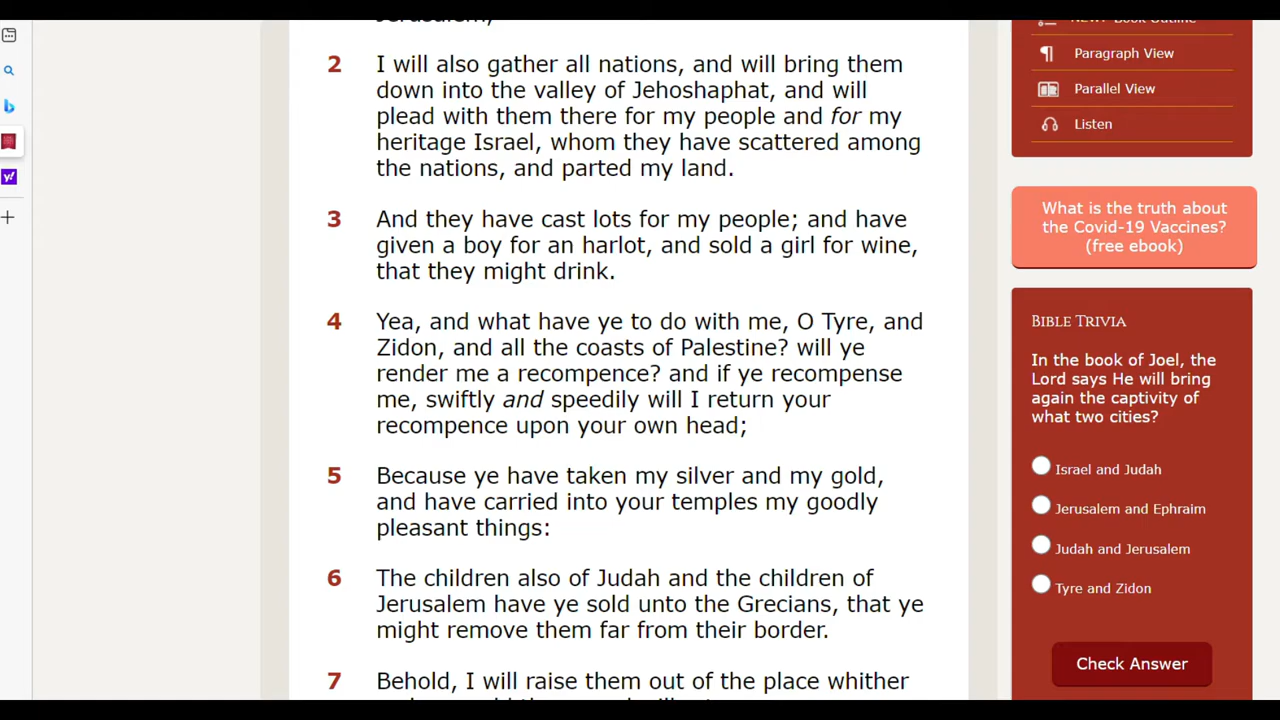 Jerusalem,
2 I will also gather all nations, and will bring them
down into the valley of Jehoshaphat, and will
plead with them there for my people and for my
heritage Israel, whom they have scattered among
the nations, and parted my land.
3 And they have cast lots for my people; and have
given a boy for an harlot, and sold a girl for wine,
that they might drink.
4 Yea, and what have ye to do with me, O Tyre, and
Zidon, and all the coasts of Palestine? will ye
render me a recompence? and if ye recompense
me, swiftly and speedily will I return your
recompence upon your own head;
5 Because ye have taken my silver and my gold,
and have carried into your temples my goodly
pleasant things:
6 The children also of Judah and the children of
Jerusalem have ye sold unto the Grecians, that ye
might remove them far from their border.
7 Behold, I will raise them out of the place whither
NEW! Book Outline
Paragraph View
Parallel View
Listen
What is the truth about
the Covid-19 Vaccines?
(free ebook)
BIBLE TRIVIA
In the book of Joel, the
Lord says He will bring
again the captivity of
what two cities?
Israel and Judah
Jerusalem and Ephraim
Judah and Jerusalem
Tyre and Zidon
Check Answer